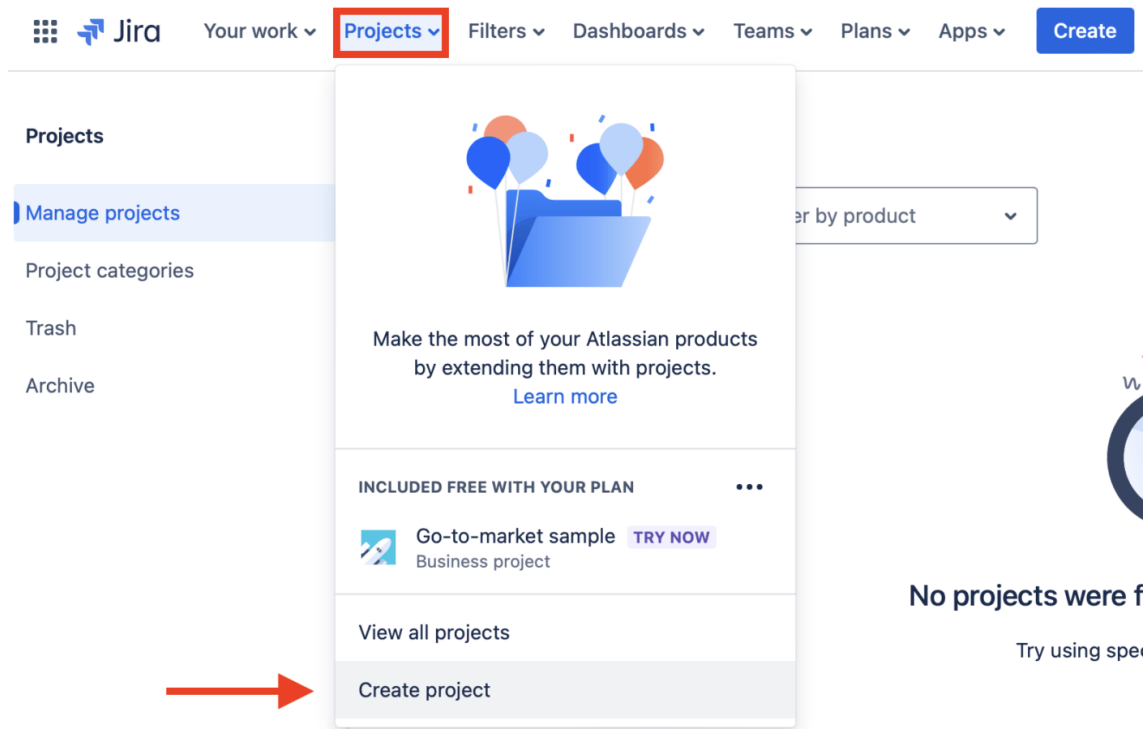 Jira Your work Projects Filters Dashboards Teams Plans Apps Create
Projects
Manage projects
Project categories
Trash
Archive
Make the most of your Atlassian products
by extending them with projects.
Learn more
INCLUDED FREE WITH YOUR PLAN
Go-to-market sample TRY NOW
Business project
View all projects
Create project
by product
No projects were
Try using